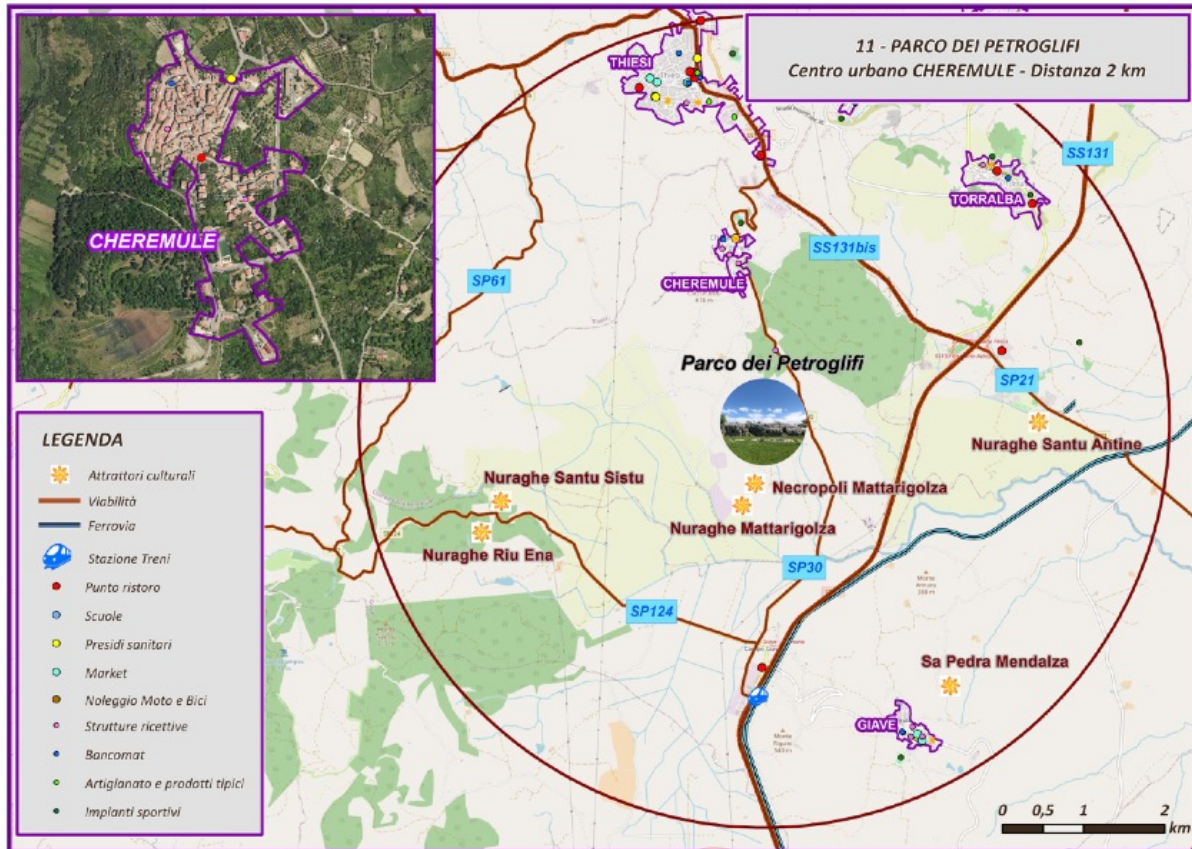 11 - PARCO DEI PETROGLIFI
Centro urbano CHEREMULE - Distanza 2 km
CHEREMULE
THIESI
TORRALBA
SS131
SS131bis
SP61
CHEREMULE
Parco dei Petroglifi
SP21
Nuraghe Santu Antine
Nuraghe Santu Sistu
Necropoli Mattarigolza
Nuraghe Mattarigolza
Nuraghe Riu Ena
SP30
SP124
Sa Pedra Mendalza
GIAVE
LEGENDA
Attrattori culturali
Viabilità
Ferrovia
Stazione Treni
Punto ristoro
Scuole
Presidi sanitari
Market
Noleggio Moto e Bici
Strutture ricettive
Bancomat
Artigianato e prodotti tipici
Impianti sportivi
0 0,5 1 2
km